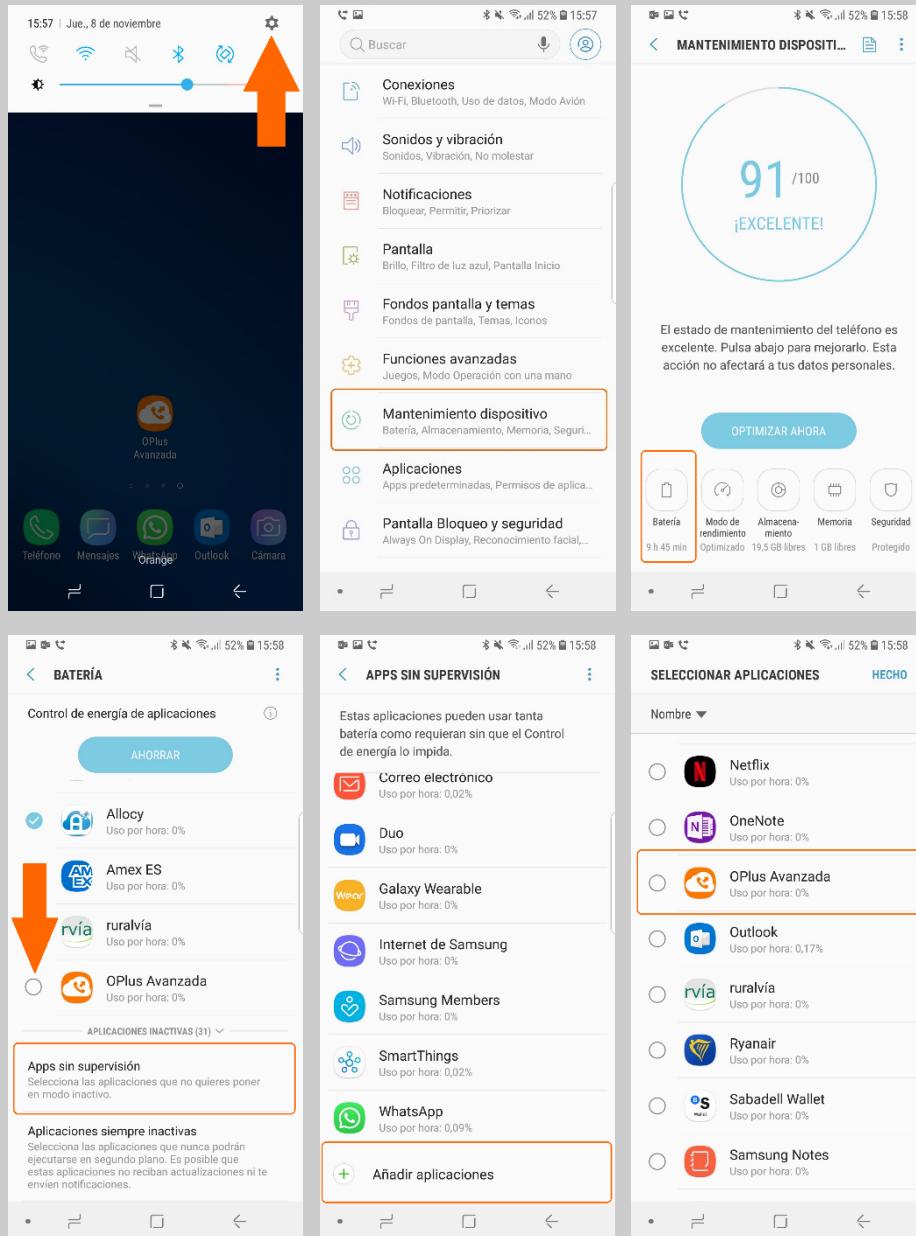 15:57 | Jue., 8 de noviembre
OPlus
Avanzada
Teléfono Mensajes WhatsApp Outlook Cámara
Orange
52% 15:57
Buscar
Conexiones
Wi-Fi, Bluetooth, Uso de datos, Modo Avión
Sonidos y vibración
Sonidos, Vibración, No molestar
Notificaciones
Bloquear, Permitir, Priorizar
Pantalla
Brillo, Filtro de luz azul, Pantalla Inicio
Fondos pantalla y temas
Fondos de pantalla, Temas, Iconos
Funciones avanzadas
Juegos, Modo Operación con una mano
Mantenimiento dispositivo
Batería, Almacenamiento, Memoria, Seguri...
Aplicaciones
Apps predeterminadas, Permisos de aplica...
Pantalla Bloqueo y seguridad
Always On Display, Reconocimiento facial,...
52% 15:58
MANTENIMIENTO DISPOSITI...
91 /100
¡EXCELENTE!
El estado de mantenimiento del teléfono es
excelente. Pulsa abajo para mejorarlo. Esta
acción no afectará a tus datos personales.
OPTIMIZAR AHORA
Batería
9 h 45 min
Modo de
rendimiento
Optimizado
Almacena-
miento
19,5 GB libres
Memoria
1 GB libres
Seguridad
Protegido
52% 15:58
BATERÍA
Control de energía de aplicaciones
AHORRAR
Allocy
Uso por hora: 0%
AM
EX
Amex ES
Uso por hora: 0%
rvía
ruralvía
Uso por hora: 0%
OPlus Avanzada
Uso por hora: 0%
APLICACIONES INACTIVAS (31)
Apps sin supervisión
Selecciona las aplicaciones que no quieres poner
en modo inactivo.
Aplicaciones siempre inactivas
Selecciona las aplicaciones que nunca podrán
ejecutarse en segundo plano. Es posible que
estas aplicaciones no reciban actualizaciones ni te
envíen notificaciones.
52% 15:58
APPS SIN SUPERVISIÓN
Estas aplicaciones pueden usar tanta
batería como requieran sin que el Control
de energía lo impida.
Correo electrónico
Uso por hora: 0,02%
Duo
Uso por hora: 0%
Wear
Galaxy Wearable
Uso por hora: 0%
Internet de Samsung
Uso por hora: 0%
Samsung Members
Uso por hora: 0%
SmartThings
Uso por hora: 0,02%
WhatsApp
Uso por hora: 0,09%
Añadir aplicaciones
52% 15:58
SELECCIONAR APLICACIONES HECHO
Nombre
N
Netflix
Uso por hora: 0%
N
OneNote
Uso por hora: 0%
OPlus Avanzada
Uso por hora: 0%
Outlook
Uso por hora: 0,17%
rvía
ruralvía
Uso por hora: 0%
Ryanair
Uso por hora: 0%
BS
Wallet
Sabadell Wallet
Uso por hora: 0%
Samsung Notes
Uso por hora: 0%